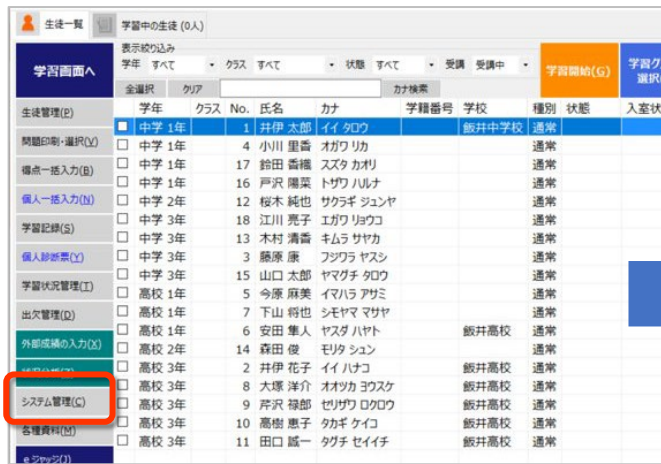 生徒一覧 学習中の生徒 (0人)
表示絞り込み
学年 すべて クラス すべて 状態 すべて 受講 受講中
学習画面へ
学習開始(G)
学習ク
選択
全選択 クリア カナ検索
学年 クラス No. 氏名 カナ 学籍番号 学校 種別 状態 入室状
中学 1年 1 井伊 太郎 イイ タロウ 飯井中学校 通常
中学 1年 4 小川 里香 オガワ リカ 通常
中学 1年 17 鈴田 香織 スズタ カオリ 通常
中学 1年 16 戸沢 陽菜 トザワ ハルナ 通常
中学 2年 12 桜木 純也 サクラギ ジュンヤ 通常
中学 3年 18 江川 亮子 エガワ リョウコ 通常
中学 3年 13 木村 清香 キムラ サヤカ 通常
中学 3年 3 藤原 康 フジワラ ヤスシ 通常
中学 3年 15 山口 太郎 ヤマグチ タロウ 通常
高校 1年 5 今原 麻美 イマハラ アサミ 通常
高校 1年 7 下山 将也 シモヤマ マサヤ 通常
高校 1年 6 安田 隼人 ヤスダ ハヤト 飯井高校 通常
高校 2年 14 森田 俊 モリタ シュン 通常
高校 3年 2 井伊 花子 イイ ハナコ 飯井高校 通常
高校 3年 8 大塚 洋介 オオツカ ヨウスケ 飯井高校 通常
高校 3年 9 芹沢 禄郎 セリザワ ロクロウ 飯井高校 通常
高校 3年 10 高樹 恵子 タカギ ケイコ 飯井高校 通常
高校 3年 11 田口 誠一 タグチ セイイチ 飯井高校 通常
生徒管理(P)
問題印刷・選択(V)
得点一括入力(B)
個人一括入力(N)
学習記録(S)
個人診断票(Y)
学習状況管理(T)
出欠管理(D)
外部成績の入力(X)
システム管理(C)
各種資料(M)
eジャッジ(J)